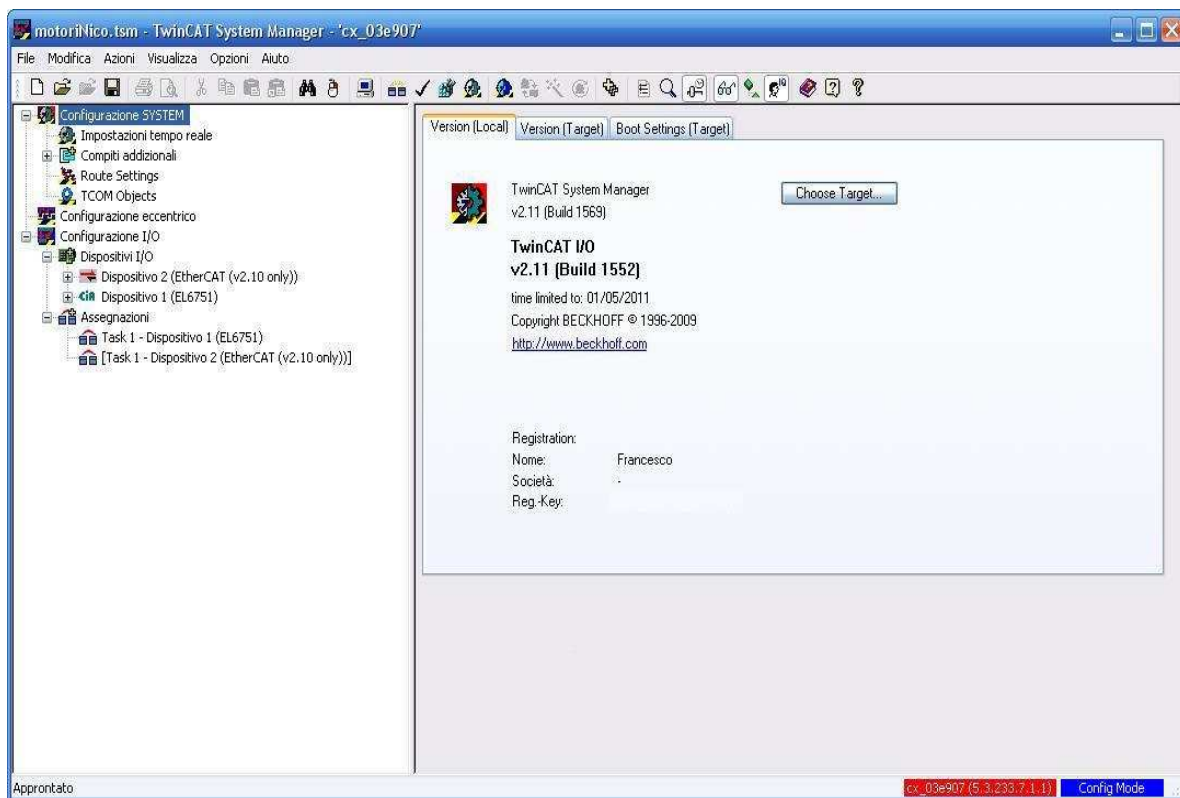 motoriNico.tsm - TwinCAT System Manager - 'cx_03e907'
File Modifica Azioni Visualizza Opzioni Aiuto
Configurazione SYSTEM
Impostazioni tempo reale
Compiti addizionali
Route Settings
TCOM Objects
Configurazione eccentrico
Configurazione I/O
Dispositivi I/O
Dispositivo 2 (EtherCAT (v2.10 only))
CiA Dispositivo 1 (EL6751)
Assegnazioni
Task 1 - Dispositivo 1 (EL6751)
[Task 1 - Dispositivo 2 (EtherCAT (v2.10 only))]
Version (Local) Version (Target) Boot Settings (Target)
TwinCAT System Manager
v2.11 (Build 1569)
Choose Target...
TwinCAT I/O
v2.11 (Build 1552)
time limited to: 01/05/2011
Copyright BECKHOFF © 1996-2009
http://www.beckhoff.com
Registration:
Nome: Francesco
Società: -
Reg.-Key:
Approntato
cx_03e907 (5.3.233.7.1.1) Config Mode